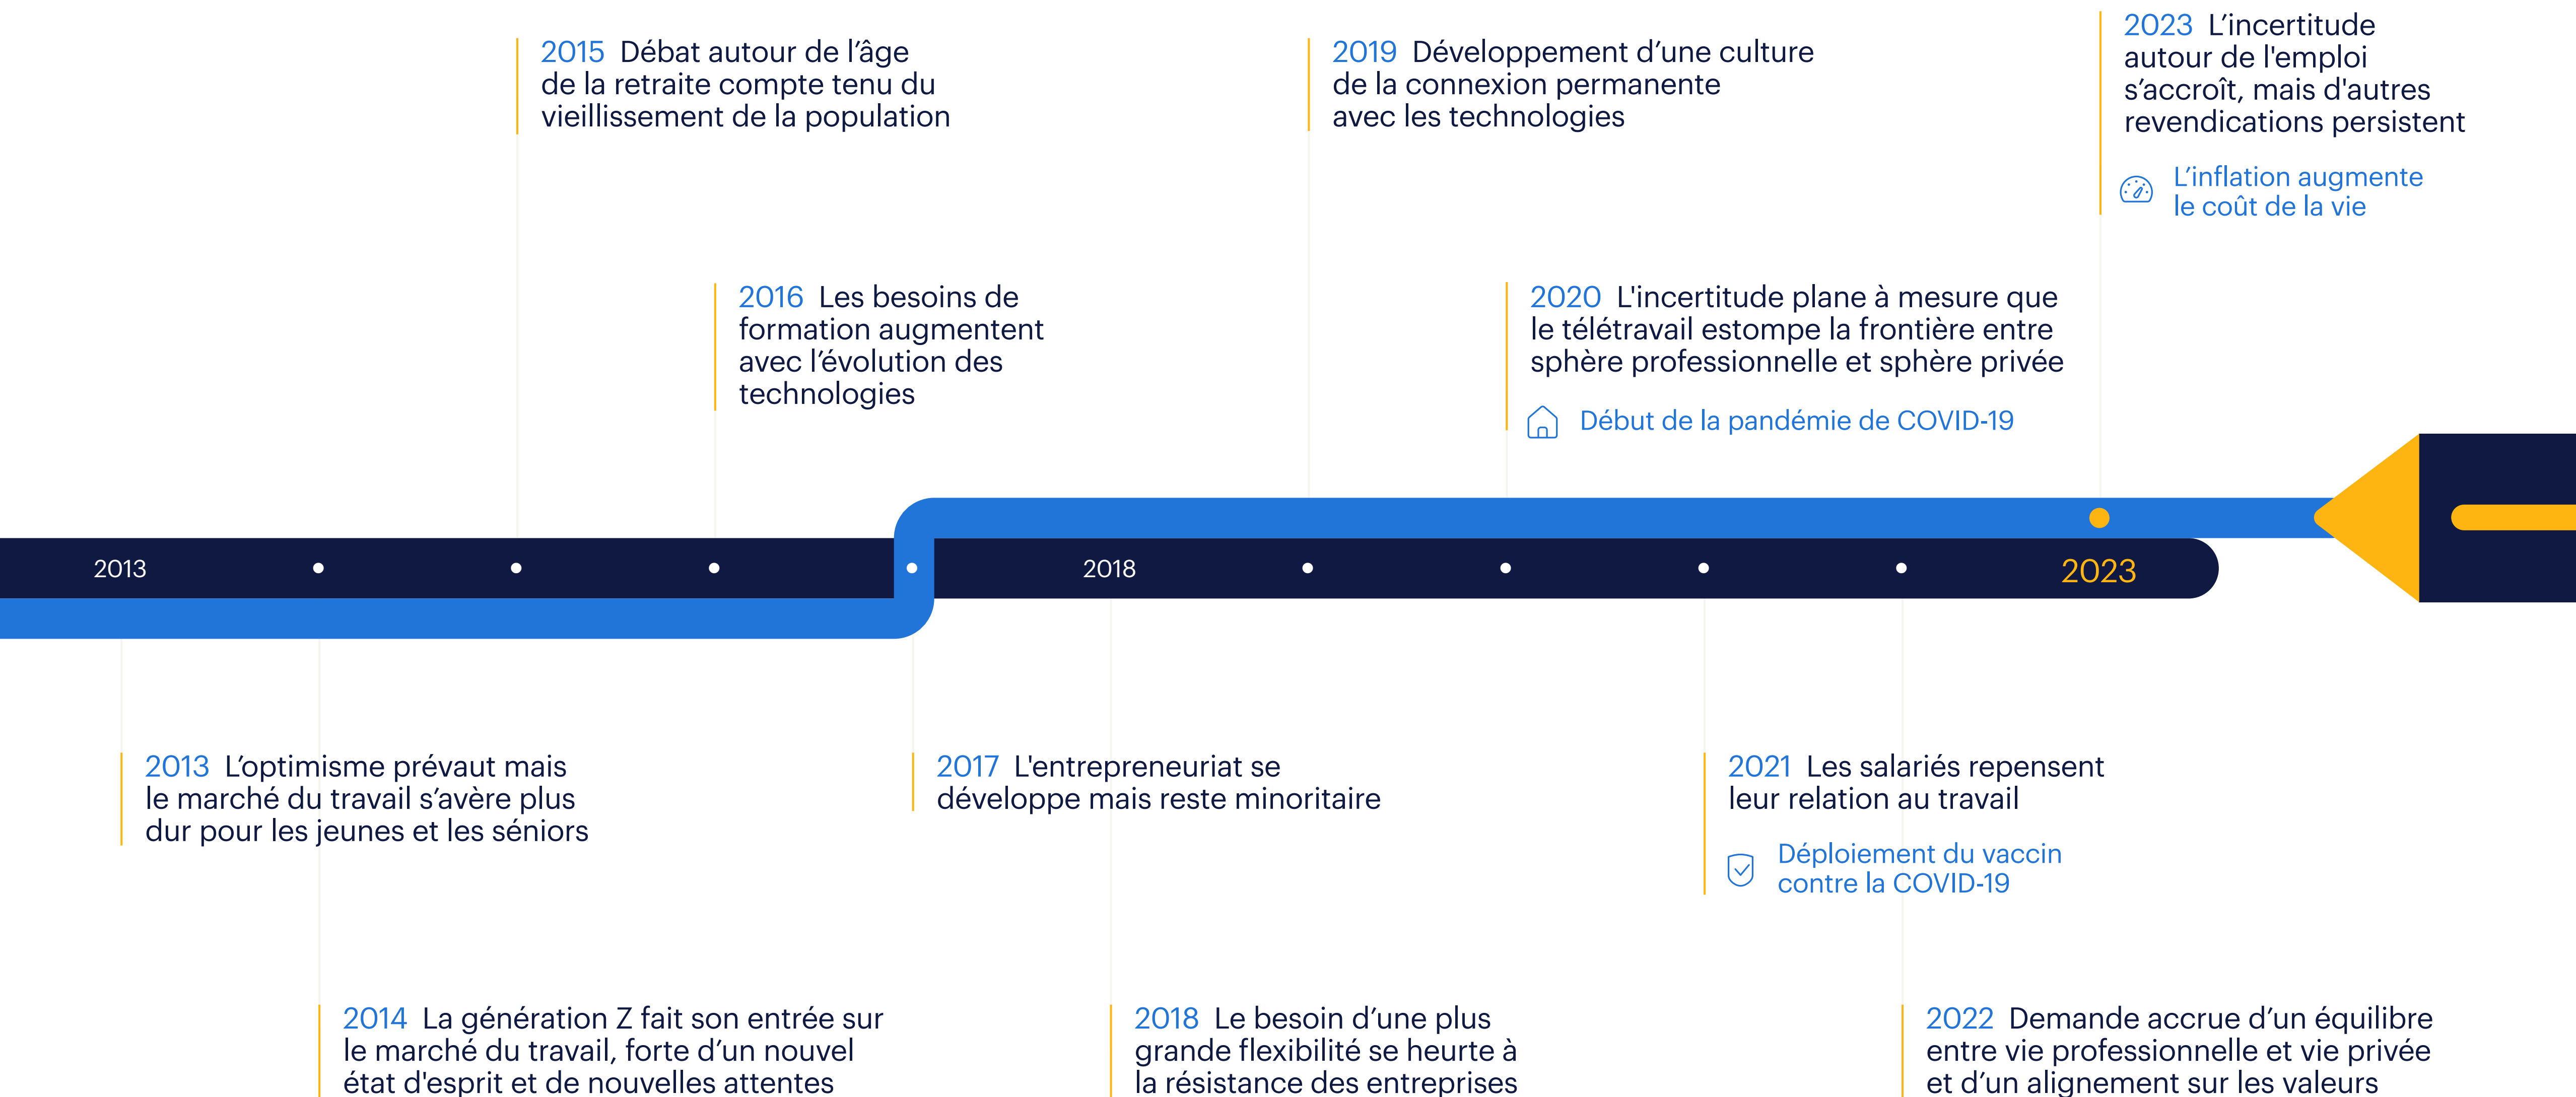 2015 Débat autour de l’âge
de la retraite compte tenu du
vieillissement de la population
2019 Développement d’une culture
de la connexion permanente
avec les technologies
2023 L’incertitude
autour de l'emploi
s’accroît, mais d'autres
revendications persistent
L’inflation augmente
le coût de la vie
2016 Les besoins de
formation augmentent
avec l’évolution des
technologies
2020 L'incertitude plane à mesure que
le télétravail estompe la frontière entre
sphère professionnelle et sphère privée
Début de la pandémie de COVID-19
2013
2018
2023
2013 L’optimisme prévaut mais
le marché du travail s’avère plus
dur pour les jeunes et les séniors
2017 L'entrepreneuriat se
développe mais reste minoritaire
2021 Les salariés repensent
leur relation au travail
Déploiement du vaccin
contre la COVID-19
2014 La génération Z fait son entrée sur
le marché du travail, forte d’un nouvel
état d'esprit et de nouvelles attentes
2018 Le besoin d’une plus
grande flexibilité se heurte à
la résistance des entreprises
2022 Demande accrue d’un équilibre
entre vie professionnelle et vie privée
et d’un alignement sur les valeurs